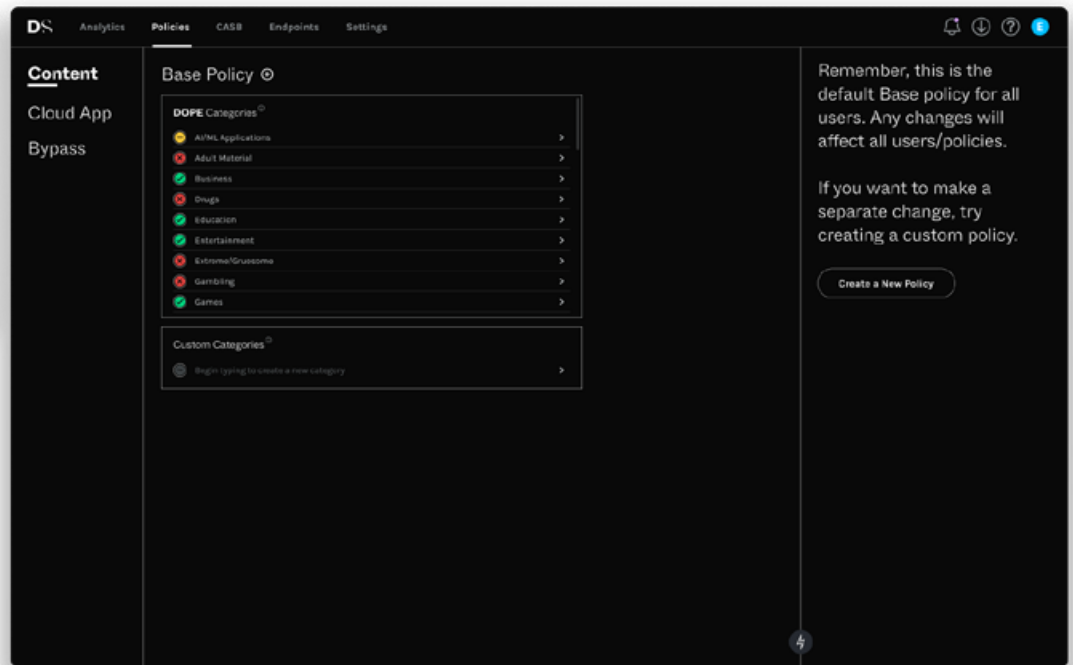 DS Analytics Policies CASB Endpoints Settings E
Content
Cloud App
Bypass
Base Policy
DOPE Categories
AI/ML Applications
Adult Material
Business
Drugs
Education
Entertainment
Extreme/Gruesome
Gambling
Games
Custom Categories
Begin typing to create a new category
Remember, this is the
default Base policy for all
users. Any changes will
affect all users/policies.
If you want to make a
separate change, try
creating a custom policy.
Create a New Policy